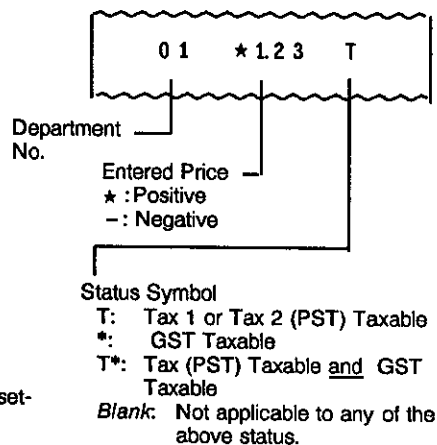 01 ★1.23 T
Department
No.
Entered Price
★ : Positive
- : Negative
Status Symbol
T: Tax 1 or Tax 2 (PST) Taxable
*: GST Taxable
T*: Tax (PST) Taxable and GST
Taxable
set-
Blank: Not applicable to any of the
above status.